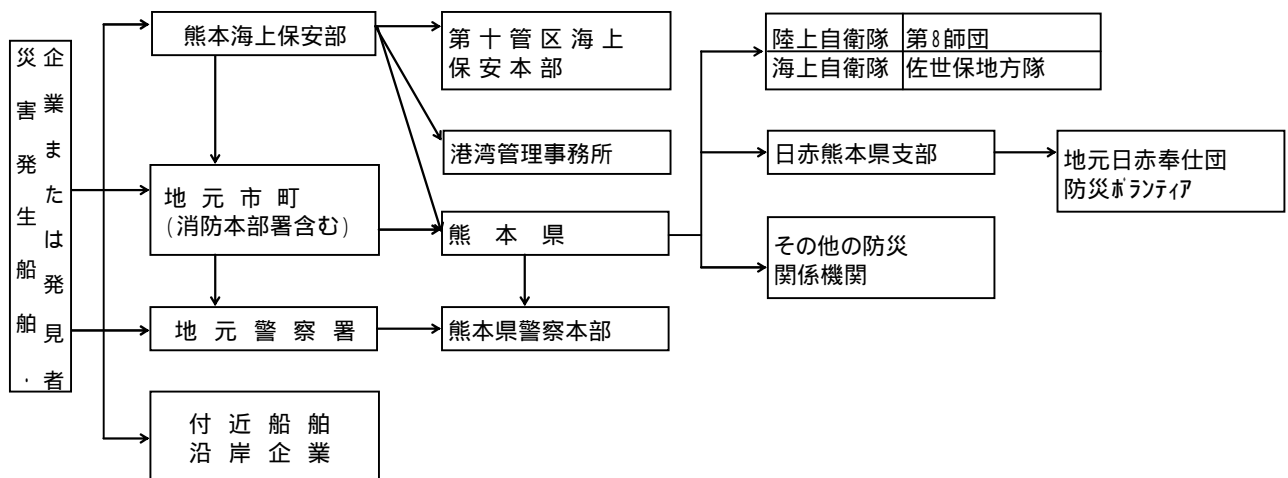 災害発生船舶・
企業または発見者
熊本海上保安部
地元市町
(消防本部署含む)
地元警察署
付近船舶
沿岸企業
第十管区海上
保安本部
港湾管理事務所
熊本県
熊本県警察本部
陸上自衛隊 第8師団
海上自衛隊 佐世保地方隊
日赤熊本県支部
その他の防災
関係機関
地元日赤奉仕団
防災ﾎﾞﾗﾝﾃｨｱ